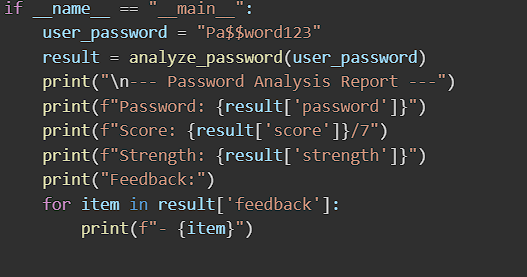 if __name__ == "__main__":
    user_password = "Pa$$word123"
    result = analyze_password(user_password)
    print("\n--- Password Analysis Report ---")
    print(f"Password: {result['password']}")
    print(f"Score: {result['score']}/7")
    print(f"Strength: {result['strength']}")
    print("Feedback:")
    for item in result['feedback']:
        print(f"- {item}")